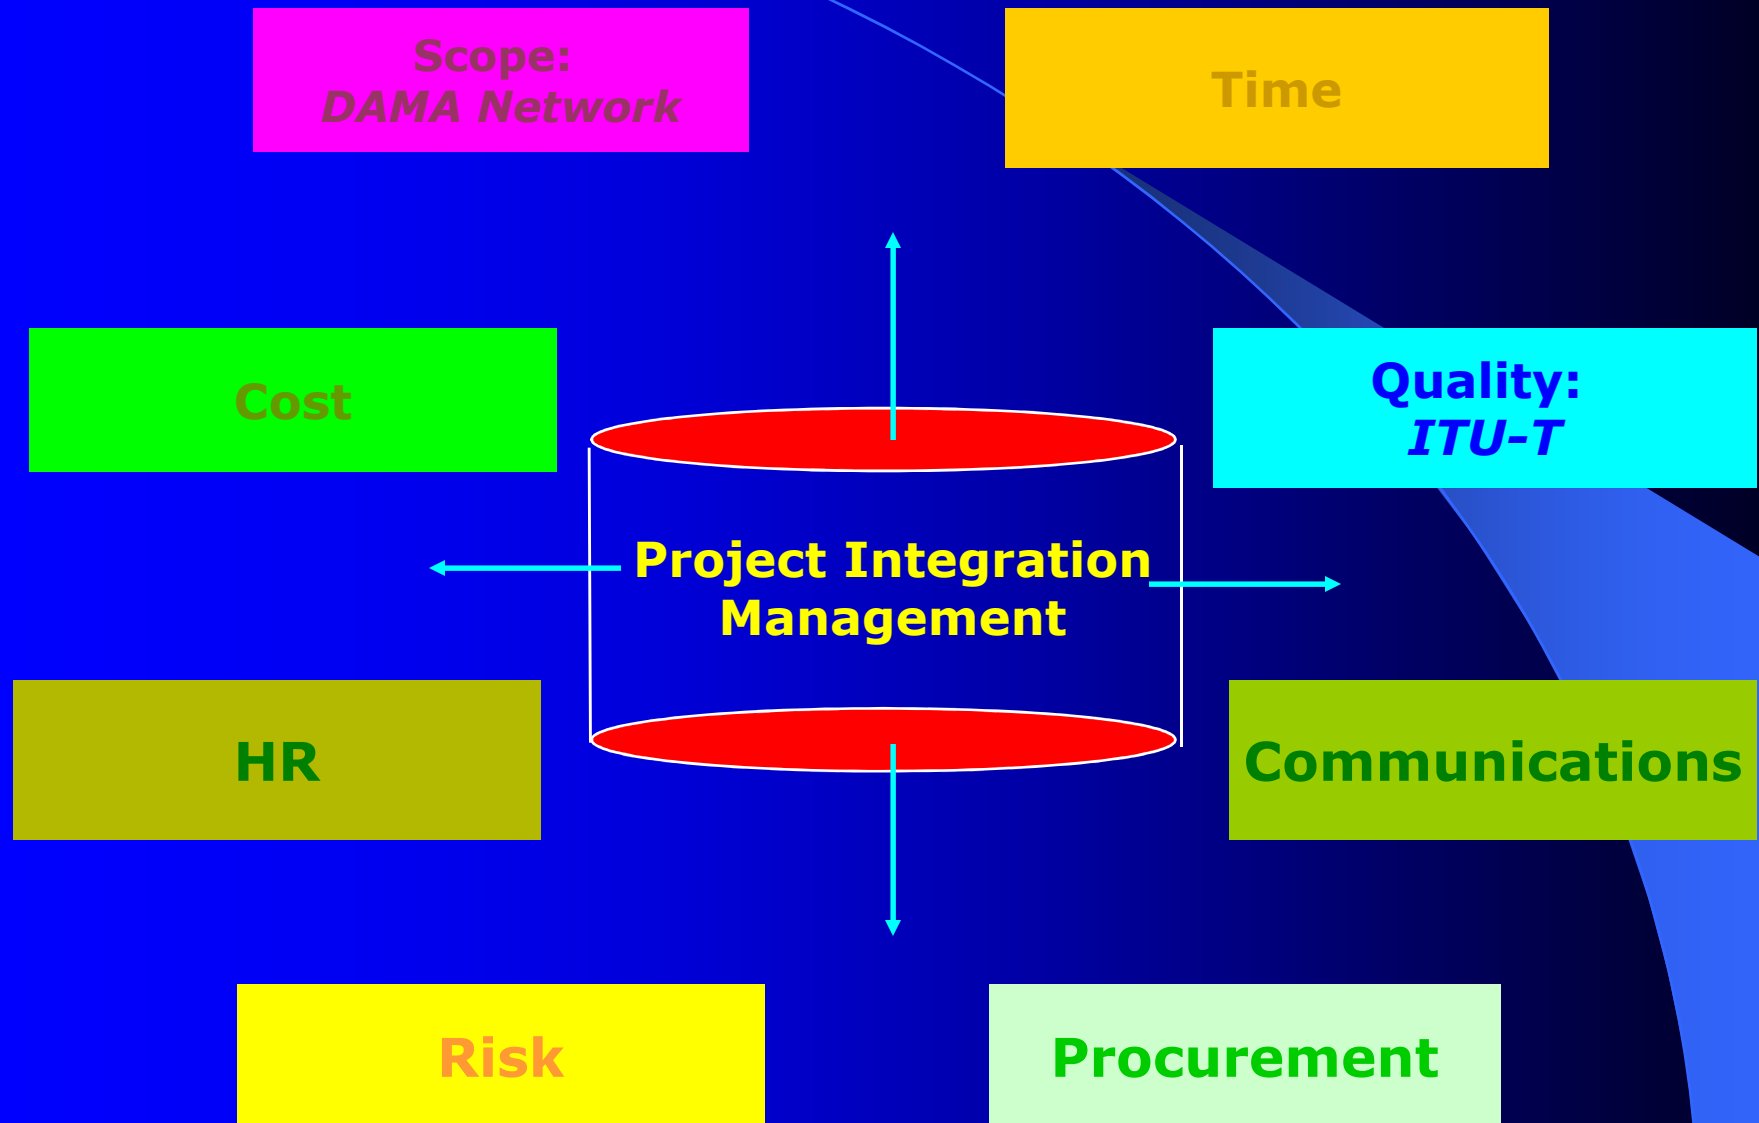 Scope:
DAMA Network
Time
Cost
Quality:
ITU-T
Project Integration
Management
HR
Communications
Risk
Procurement